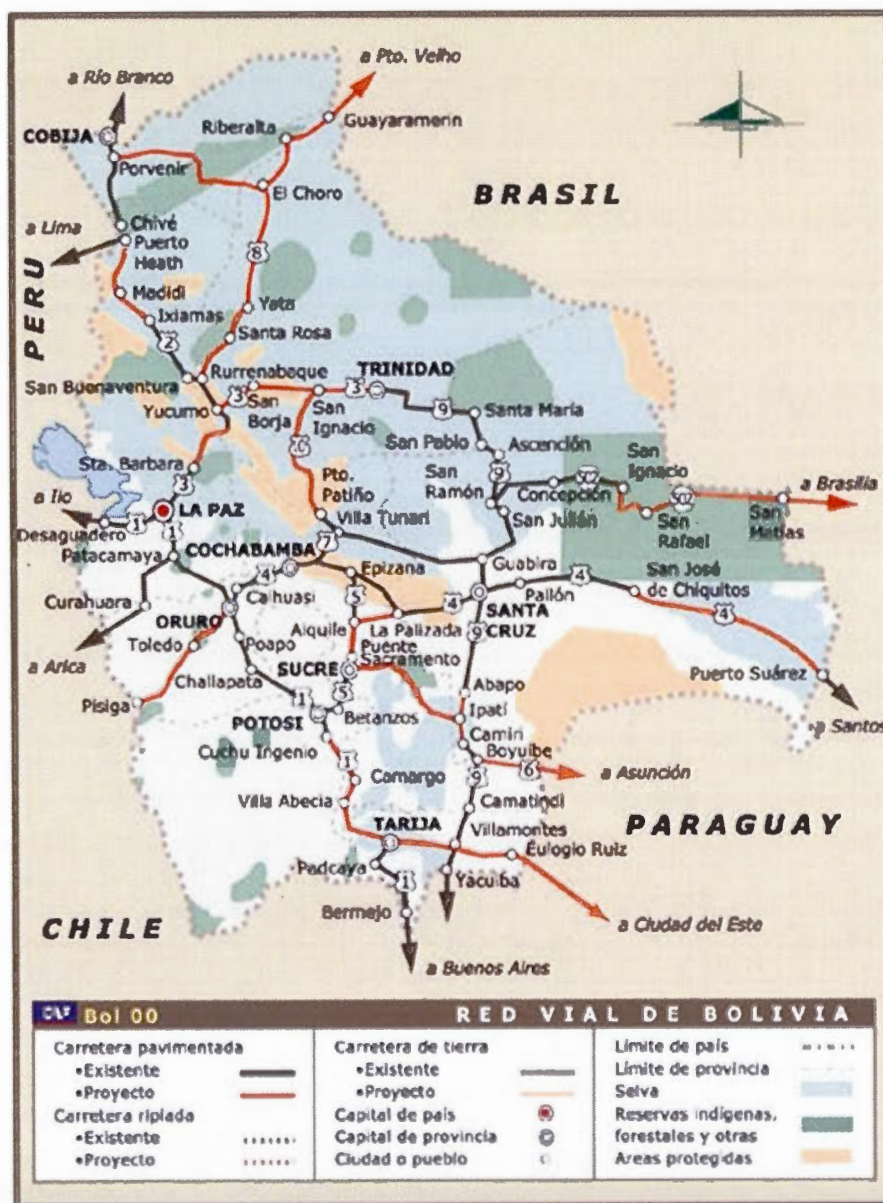 a Pto. Velho
a Río Branco
Guayaramerin
Riberalta
COBIJA
Porvenir
El Choro
BRASIL
Chivé
a Lima
Puerto
Heath
8
PERU
Madidi
Yata
Ixiamas
2
Santa Rosa
Rurrenabaque
TRINIDAD
San Buenaventura
3
3
San
Borja
San
Ignacio
9
Santa María
Yucumo
San Pablo
Ascención
Sta. Barbara
3
Pto.
Patiño
San
Ramón
9
San
Ignacio
502
Concepción
502
a Brasilia
a Ilo
LA PAZ
San
Rafael
San
Matías
Villa Tunari
San Julián
Desaguadero
1
1
Patacamaya
COCHABAMBA
7
Guabira
Epizana
San José
de Chiquitos
4
Caihuasi
4
Pailón
Curahuara
5
4
SANTA
CRUZ
4
ORURO
Aiquile
La Palizada
9
Toledo
Poapo
Puente
Sacramento
a Arica
SUCRE
Puerto Suárez
Challapata
Abapo
Pisiga
1
5
Ipatí
a Santos
POTOSI
Betanzos
Camiri
Cuchu Ingenio
Boyuibe
6
1
9
a Asunción
Camargo
Villa Abecia
Camatindi
PARAGUAY
TARIJA
Villamontes
Eulogio Ruiz
Padcaya
1
Yacuiba
Bermejo
CHILE
a Ciudad del Este
a Buenos Aires
CAF Bol 00 RED VIAL DE BOLIVIA
Carretera pavimentada
•Existente
•Proyecto
Carretera ripiada
•Existente
•Proyecto
Carretera de tierra
•Existente
•Proyecto
Capital de país
Capital de provincia
Ciudad o pueblo
Límite de país
Límite de provincia
Selva
Reservas indígenas,
forestales y otras
Areas protegidas